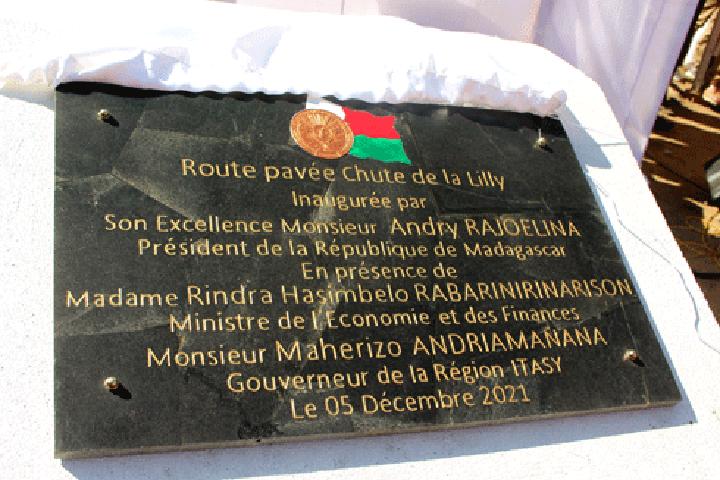 Route pavée Chute de la Lilly
Inaugurée par
Son Excellence Monsieur Andry RAJOELINA
Président de la République de Madagascar
En présence de
Madame Rindra Hasimbelo RABARINIRINARISON
Ministre de l'Economie et des Finances
Monsieur Maherizo ANDRIAMANANA
Gouverneur de la Région ITASY
Le 05 Décembre 2021